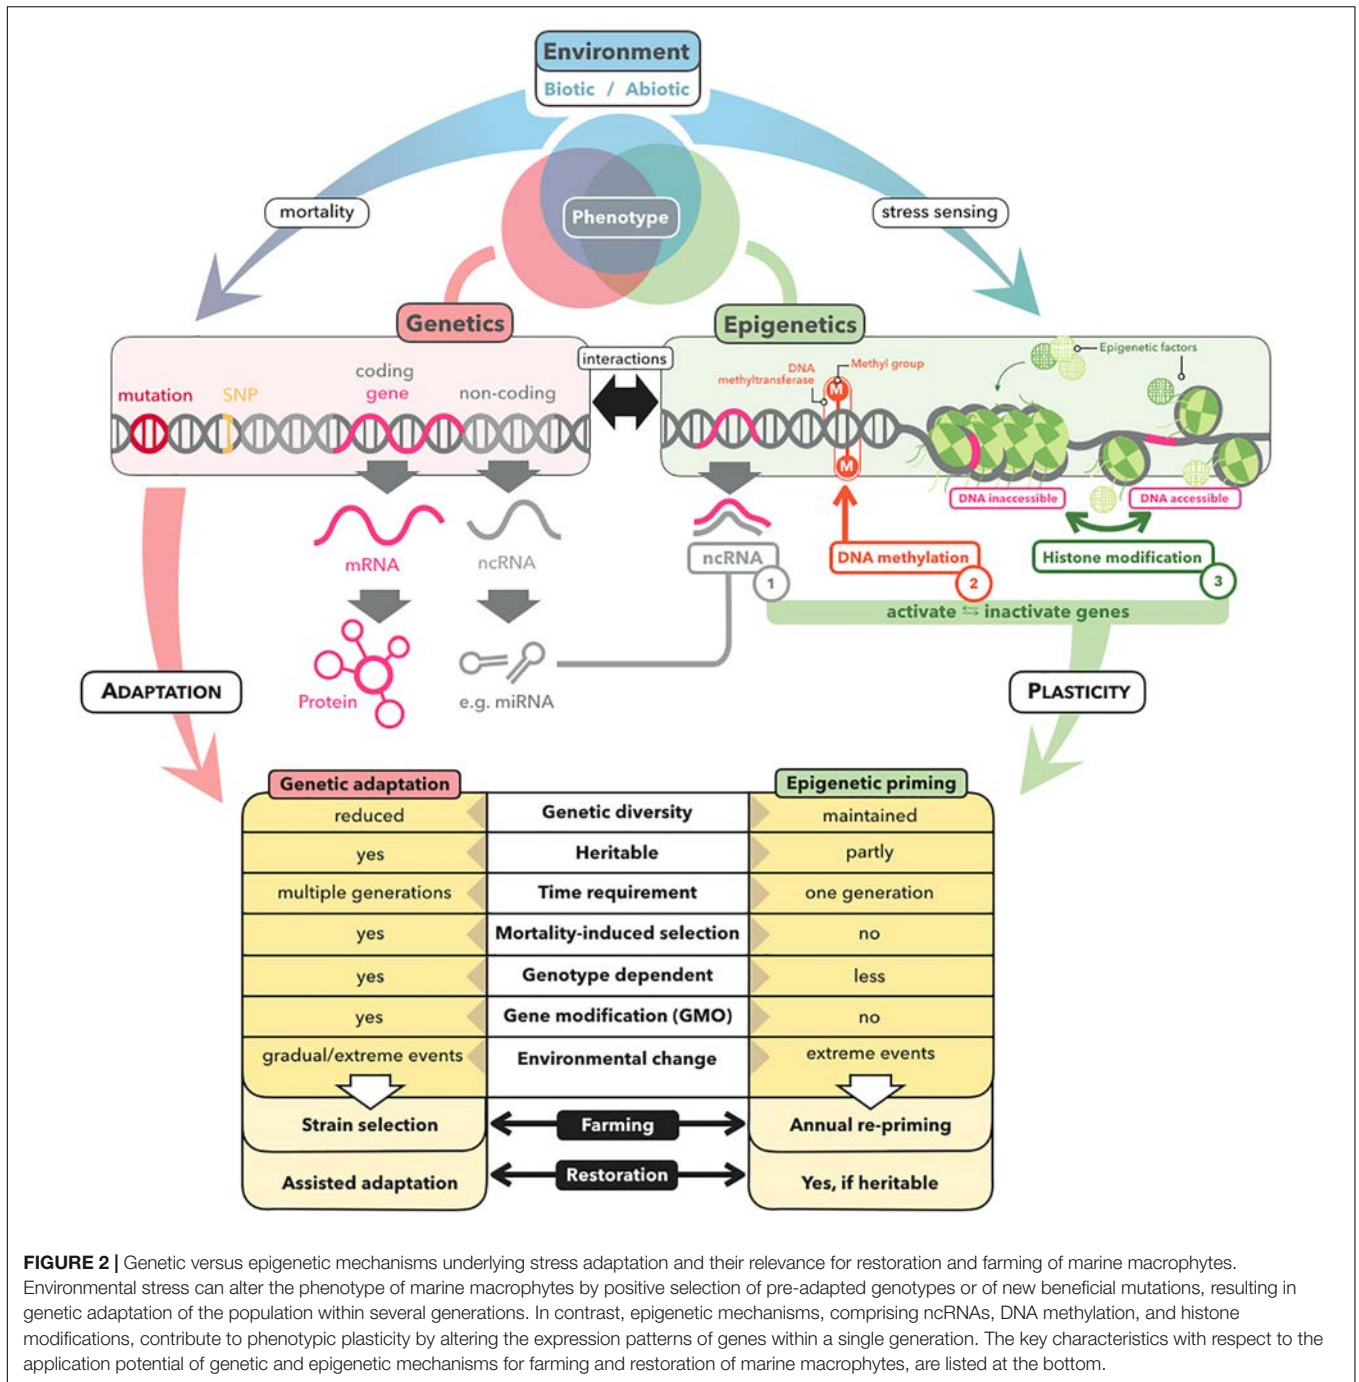 Environment
Biotic / Abiotic
mortality
Phenotype
stress sensing
Genetics
Epigenetics
interactions
mutation
SNP
coding
gene
non-coding
DNA
methyltransferase
Methyl group
Epigenetic factors
M
M
DNA inaccessible
DNA accessible
mRNA
ncRNA
ncRNA
1
DNA methylation
2
Histone modification
3
activate ⇆ inactivate genes
Protein
e.g. miRNA
ADAPTATION
PLASTICITY
Genetic adaptation
Epigenetic priming
reduced Genetic diversity maintained
yes Heritable partly
multiple generations Time requirement one generation
yes Mortality-induced selection no
yes Genotype dependent less
yes Gene modification (GMO) no
gradual/extreme events Environmental change extreme events
Strain selection Farming Annual re-priming
Assisted adaptation Restoration Yes, if heritable
FIGURE 2 | Genetic versus epigenetic mechanisms underlying stress adaptation and their relevance for restoration and farming of marine macrophytes.
Environmental stress can alter the phenotype of marine macrophytes by positive selection of pre-adapted genotypes or of new beneficial mutations, resulting in
genetic adaptation of the population within several generations. In contrast, epigenetic mechanisms, comprising ncRNAs, DNA methylation, and histone
modifications, contribute to phenotypic plasticity by altering the expression patterns of genes within a single generation. The key characteristics with respect to the
application potential of genetic and epigenetic mechanisms for farming and restoration of marine macrophytes, are listed at the bottom.